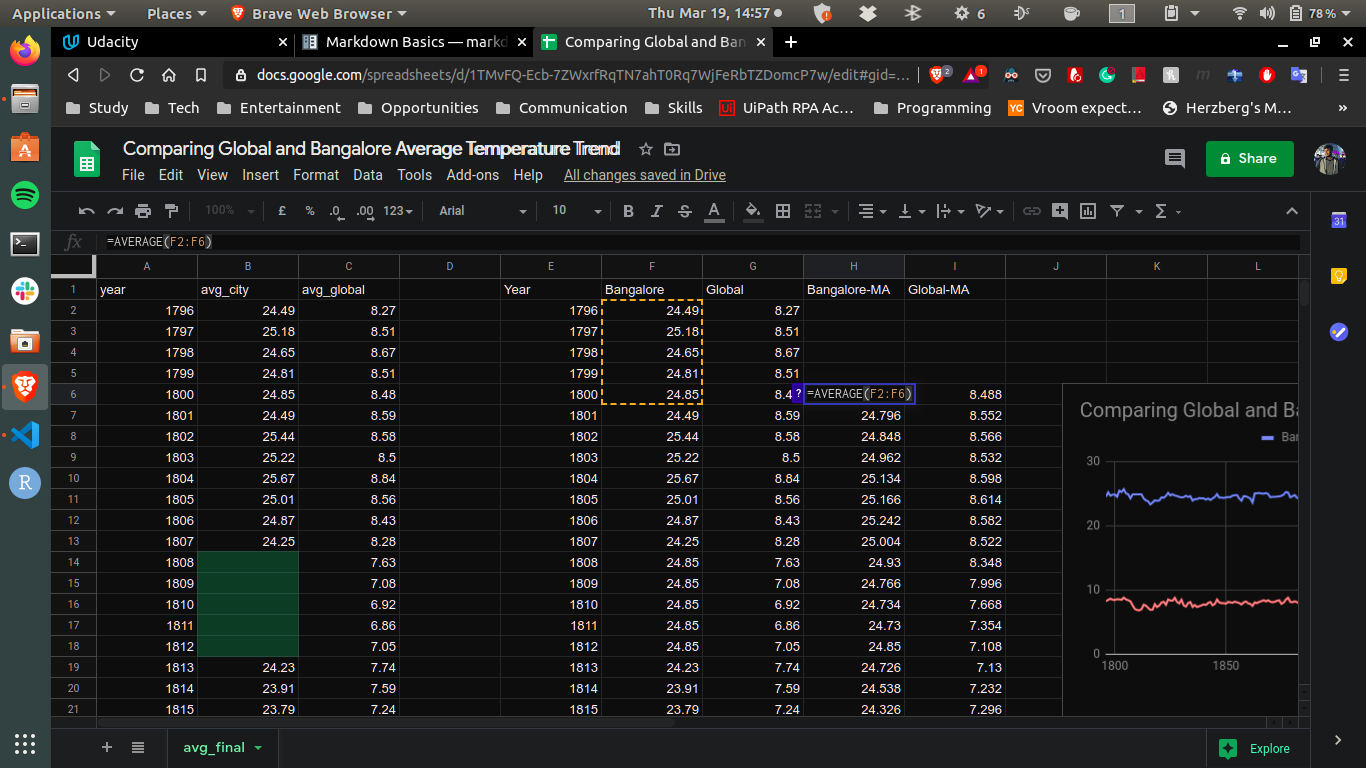 Applications Places Brave Web Browser Thu Mar 19, 14:57 6 1 78 %
Udacity Markdown Basics — mark Comparing Global and Ban
docs.google.com/spreadsheets/d/1TMvFQ-Ecb-7ZWxrfRqTN7ahT0Rq7WjFeRbTZDomcP7w/edit#gid=... 2 1
Study Tech Entertainment Opportunities Communication Skills UiPath RPA Ac... Programming YC Vroom expect... Herzberg's M... »
Comparing Global and Bangalore Average Temperature Trend
Share
File Edit View Insert Format Data Tools Add-ons Help All changes saved in Drive
100% £ % .0 .00 123 Arial 10 B I S A Σ 31
fx =AVERAGE(F2:F6)
A B C D E F G H I J K L
1 year avg_city avg_global Year Bangalore Global Bangalore-MA Global-MA
2 1796 24.49 8.27 1796 24.49 8.27
3 1797 25.18 8.51 1797 25.18 8.51
4 1798 24.65 8.67 1798 24.65 8.67
5 1799 24.81 8.51 1799 24.81 8.51
6 1800 24.85 8.48 1800 24.85 8.4 ? =AVERAGE(F2:F6) 8.488
7 1801 24.49 8.59 1801 24.49 8.59 24.796 8.552
8 1802 25.44 8.58 1802 25.44 8.58 24.848 8.566
9 1803 25.22 8.5 1803 25.22 8.5 24.962 8.532
10 1804 25.67 8.84 1804 25.67 8.84 25.134 8.598
11 1805 25.01 8.56 1805 25.01 8.56 25.166 8.614
12 1806 24.87 8.43 1806 24.87 8.43 25.242 8.582
13 1807 24.25 8.28 1807 24.25 8.28 25.004 8.522
14 1808 7.63 1808 24.85 7.63 24.93 8.348
15 1809 7.08 1809 24.85 7.08 24.766 7.996
16 1810 6.92 1810 24.85 6.92 24.734 7.668
17 1811 6.86 1811 24.85 6.86 24.73 7.354
18 1812 7.05 1812 24.85 7.05 24.85 7.108
19 1813 24.23 7.74 1813 24.23 7.74 24.726 7.13
20 1814 23.91 7.59 1814 23.91 7.59 24.538 7.232
21 1815 23.79 7.24 1815 23.79 7.24 24.326 7.296
Comparing Global and Ba
Ban
30
20
10
0
1800 1850
R
avg_final
Explore